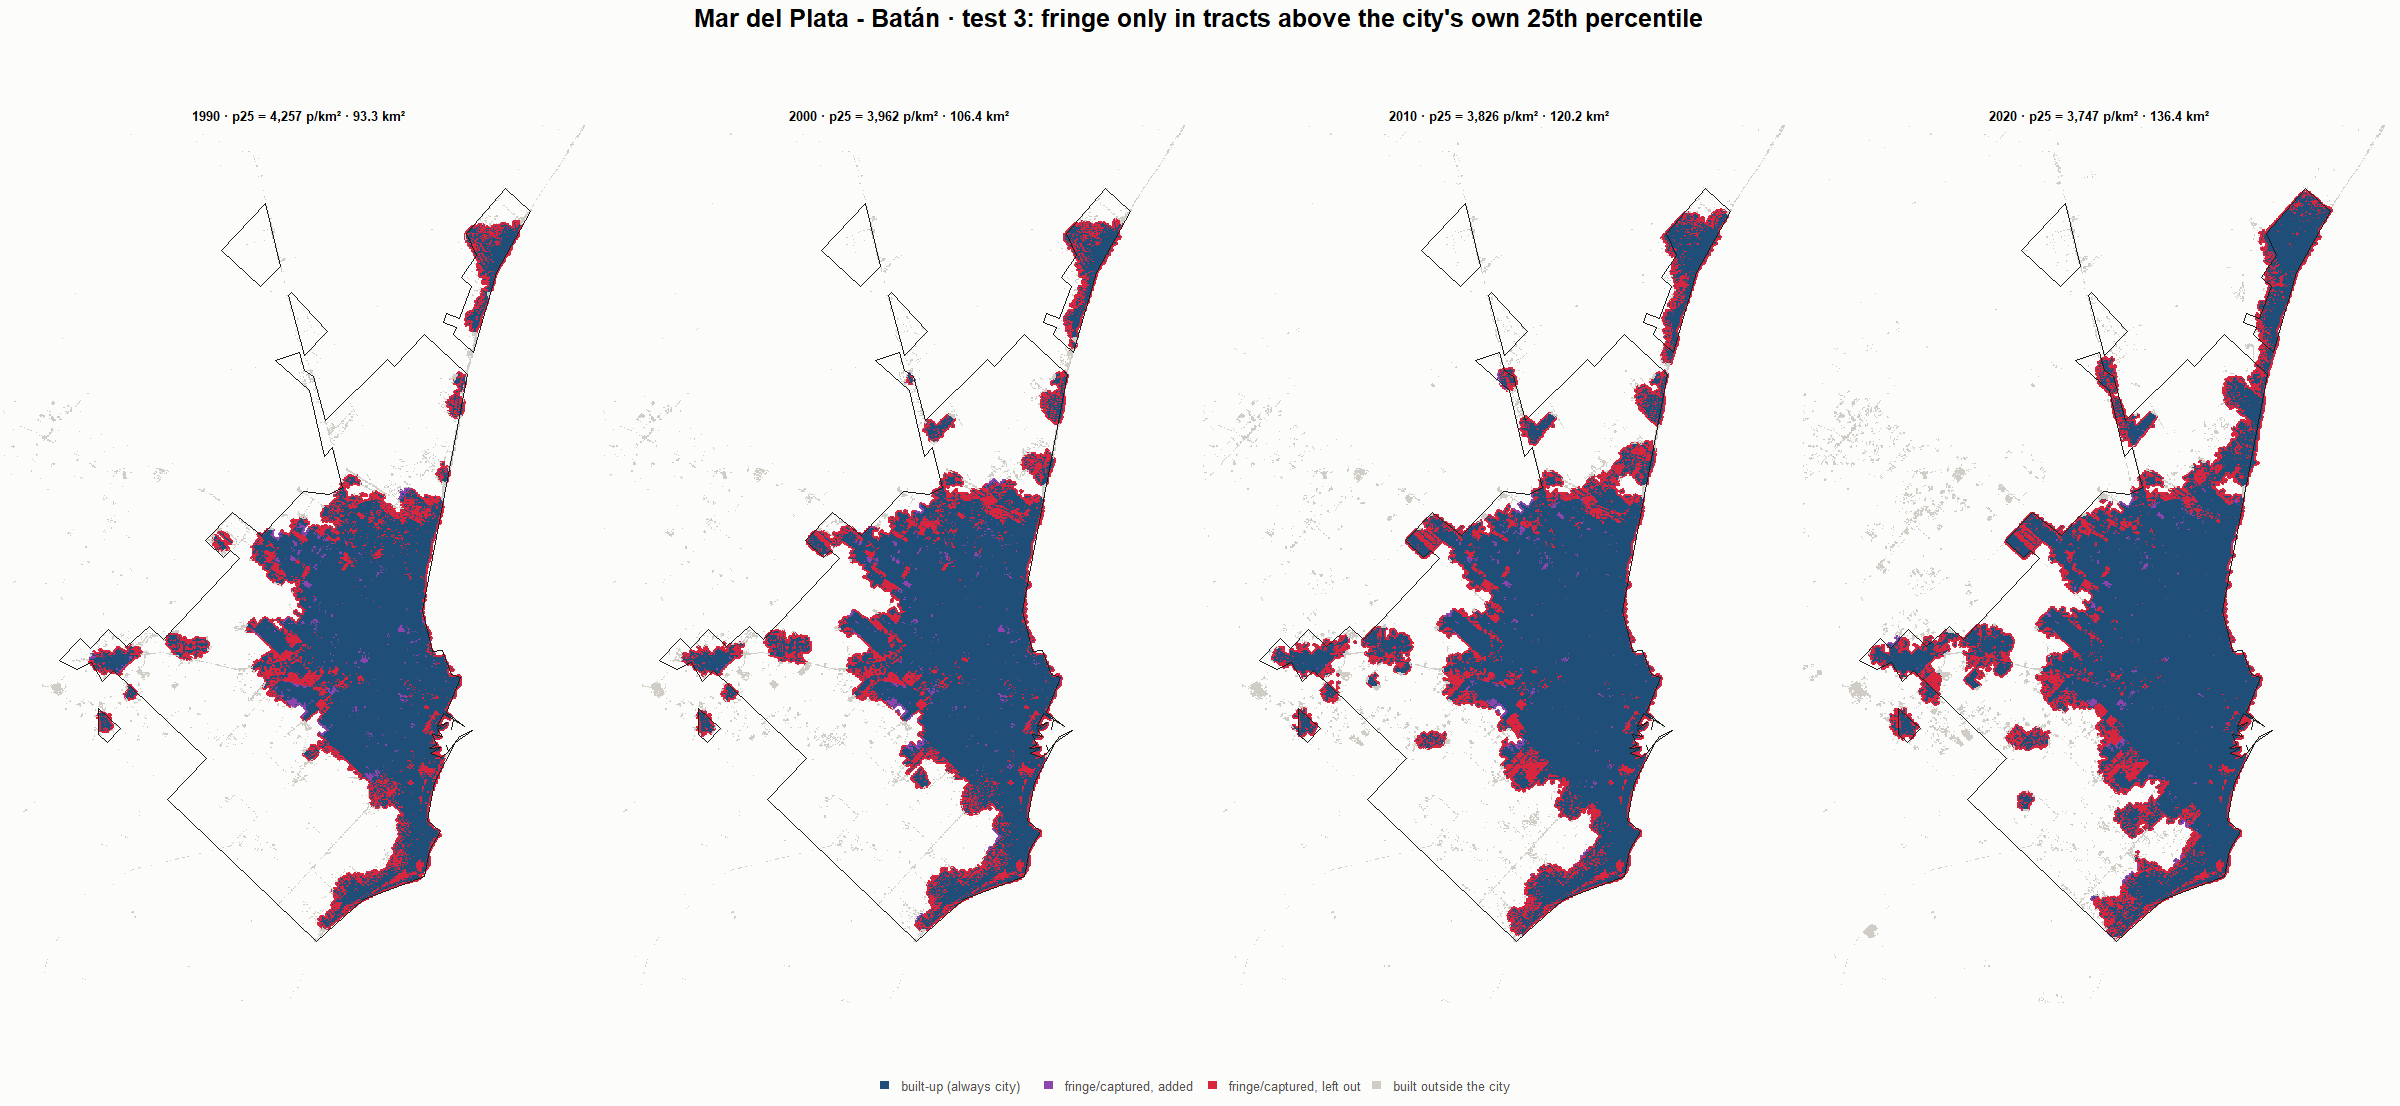 Mar del Plata - Batán · test 3: fringe only in tracts above the city's own 25th percentile
1990 · p25 = 4,257 p/km² · 93.3 km²
2000 · p25 = 3,962 p/km² · 106.4 km²
2010 · p25 = 3,826 p/km² · 120.2 km²
2020 · p25 = 3,747 p/km² · 136.4 km²
built-up (always city)
fringe/captured, added
fringe/captured, left out
built outside the city